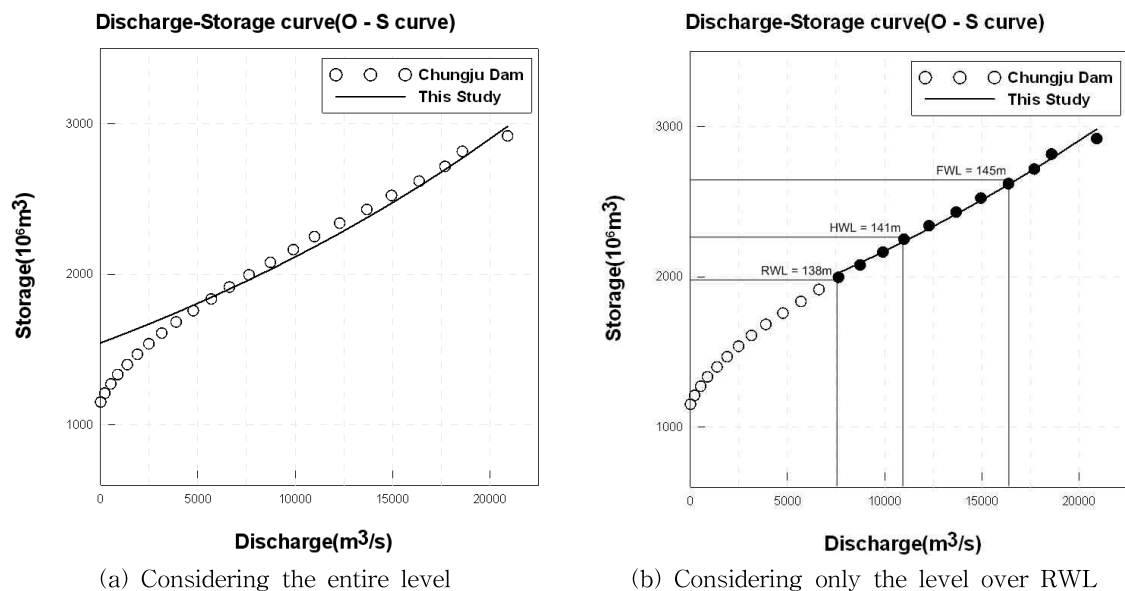 Discharge-Storage curve(O - S curve)
Chungju Dam
This Study
3000
2000
1000
Storage(10⁶m³)
0 5000 10000 15000 20000
Discharge(m³/s)
(a) Considering the entire level
Discharge-Storage curve(O - S curve)
Chungju Dam
This Study
3000
FWL = 145m
HWL = 141m
RWL = 138m
2000
1000
Storage(10⁶m³)
0 5000 10000 15000 20000
Discharge(m³/s)
(b) Considering only the level over RWL